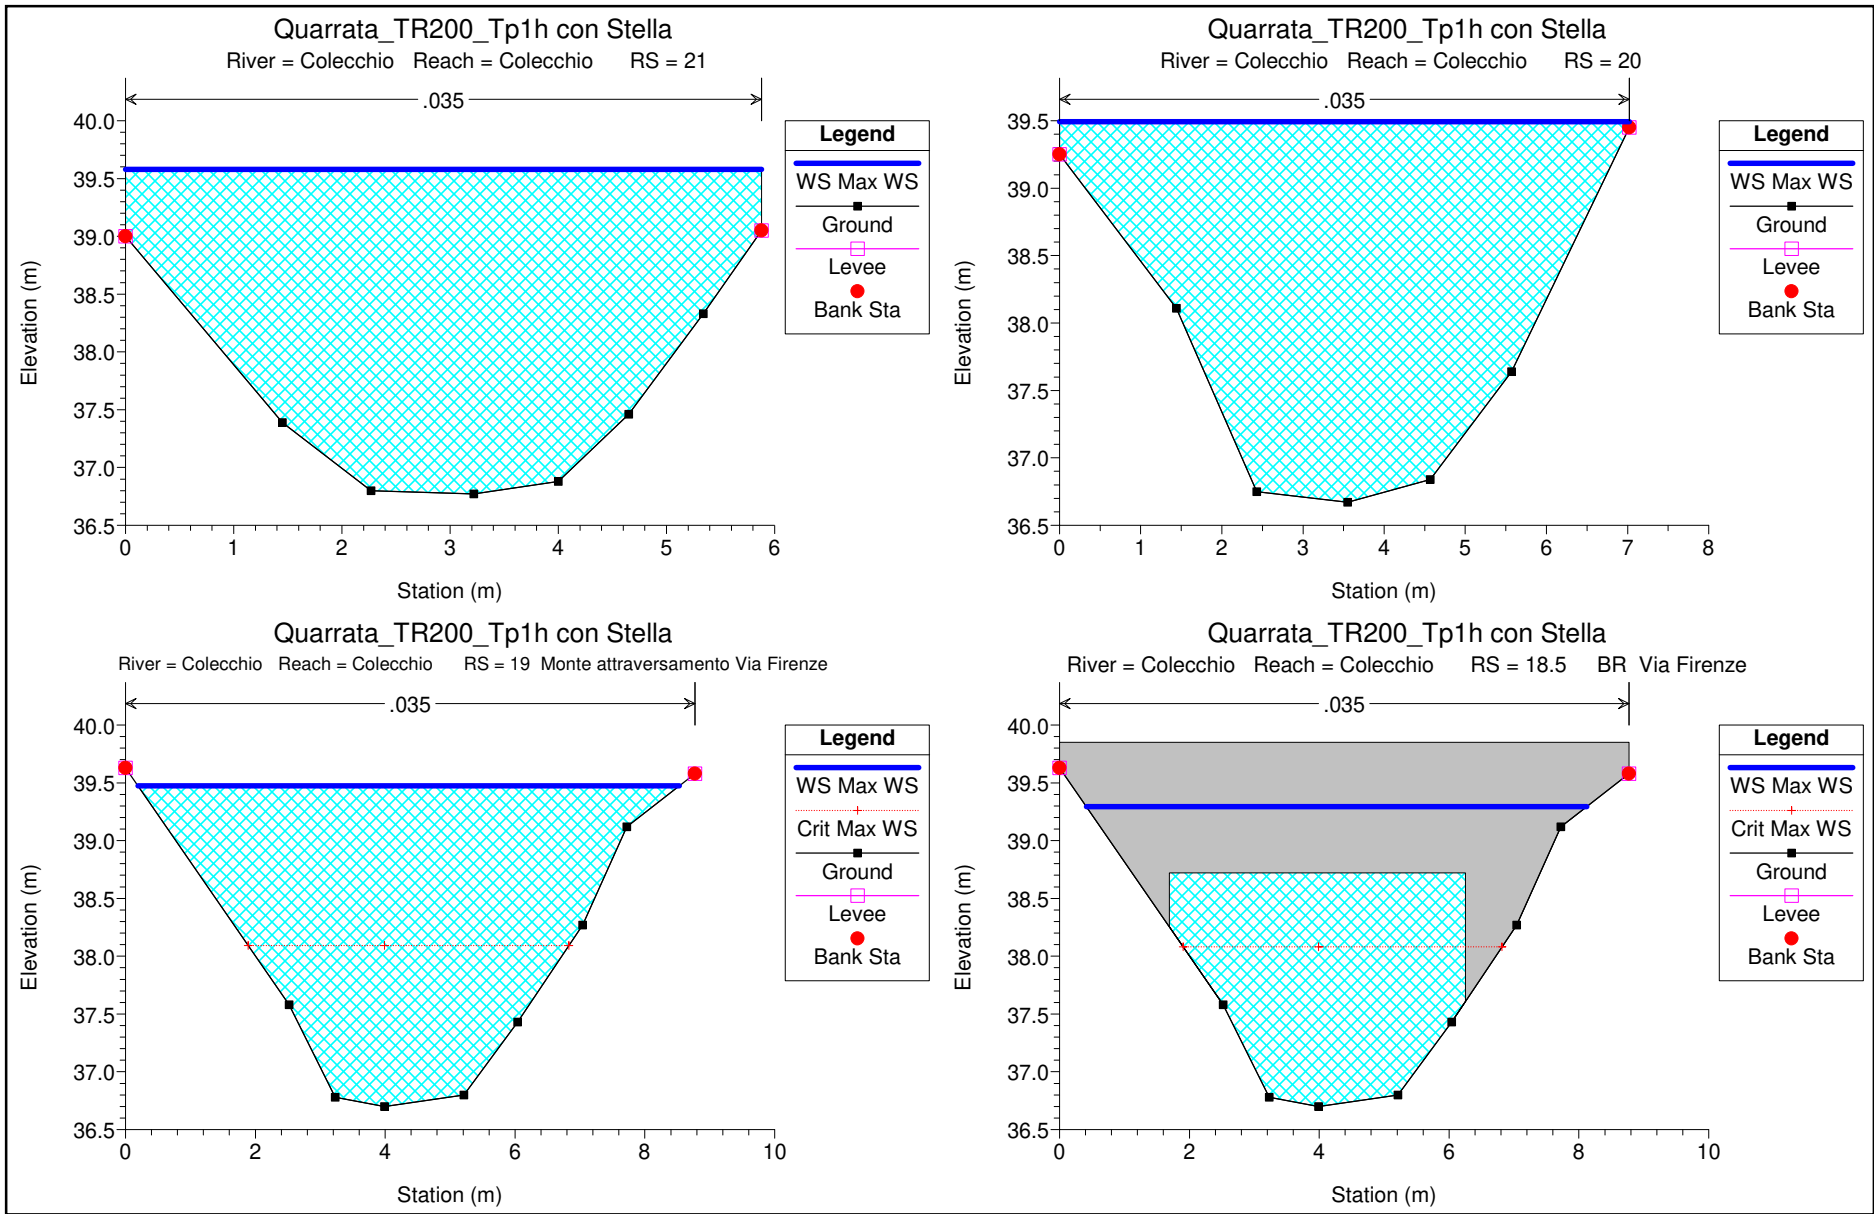 Quarrata_TR200_Tp1h con Stella
River = Colecchio Reach = Colecchio RS = 21
.035
40.0
39.5
39.0
38.5
38.0
37.5
37.0
36.5
0 1 2 3 4 5 6
Elevation (m)
Station (m)
Legend
WS Max WS
Ground
Levee
Bank Sta
Quarrata_TR200_Tp1h con Stella
River = Colecchio Reach = Colecchio RS = 20
.035
39.5
39.0
38.5
38.0
37.5
37.0
36.5
0 1 2 3 4 5 6 7 8
Elevation (m)
Station (m)
Legend
WS Max WS
Ground
Levee
Bank Sta
Quarrata_TR200_Tp1h con Stella
River = Colecchio Reach = Colecchio RS = 19 Monte attraversamento Via Firenze
.035
40.0
39.5
39.0
38.5
38.0
37.5
37.0
36.5
0 2 4 6 8 10
Elevation (m)
Station (m)
Legend
WS Max WS
Crit Max WS
Ground
Levee
Bank Sta
Quarrata_TR200_Tp1h con Stella
River = Colecchio Reach = Colecchio RS = 18.5 BR Via Firenze
.035
40.0
39.5
39.0
38.5
38.0
37.5
37.0
36.5
0 2 4 6 8 10
Elevation (m)
Station (m)
Legend
WS Max WS
Crit Max WS
Ground
Levee
Bank Sta